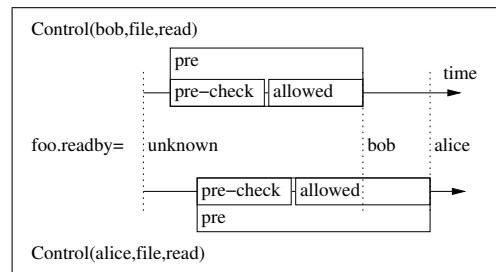 Control(bob,file,read)
pre
time
pre−check allowed
foo.readby= unknown bob alice
pre−check allowed
pre
Control(alice,file,read)